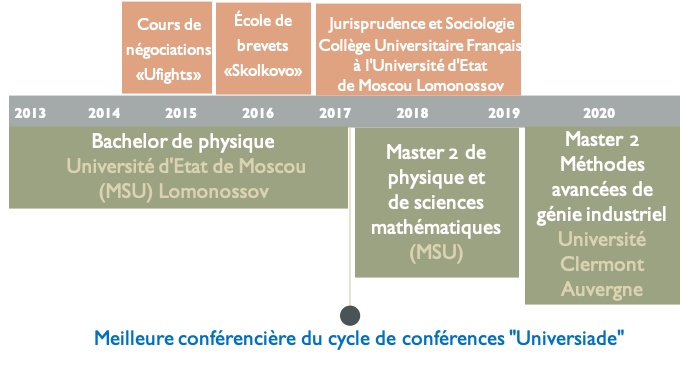 Cours de
négociations
«Ufights»
École de
brevets
«Skolkovo»
Jurisprudence et Sociologie
Collège Universitaire Français
à l'Université d'Etat
de Moscou Lomonossov
2013 2014 2015 2016 2017 2018 2019 2020
Bachelor de physique
Université d'Etat de Moscou
(MSU) Lomonossov
Master 2 de
physique et
de sciences
mathématiques
(MSU)
Master 2
Méthodes
avancées de
génie industriel
Université
Clermont
Auvergne
Meilleure conférencière du cycle de conférences "Universiade"